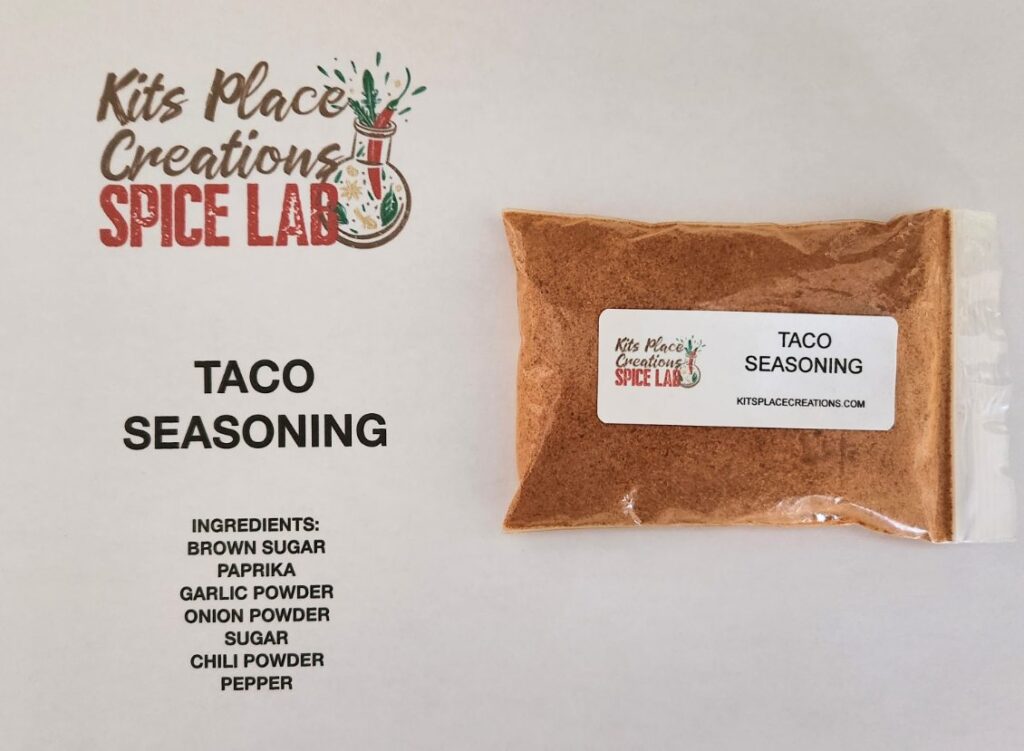 Kits Place
Creations
SPICE LAB
TACO
SEASONING
INGREDIENTS:
BROWN SUGAR
PAPRIKA
GARLIC POWDER
ONION POWDER
SUGAR
CHILI POWDER
PEPPER
Kits Place
Creations
SPICE LAB
TACO
SEASONING
KITSPLACECREATIONS.COM